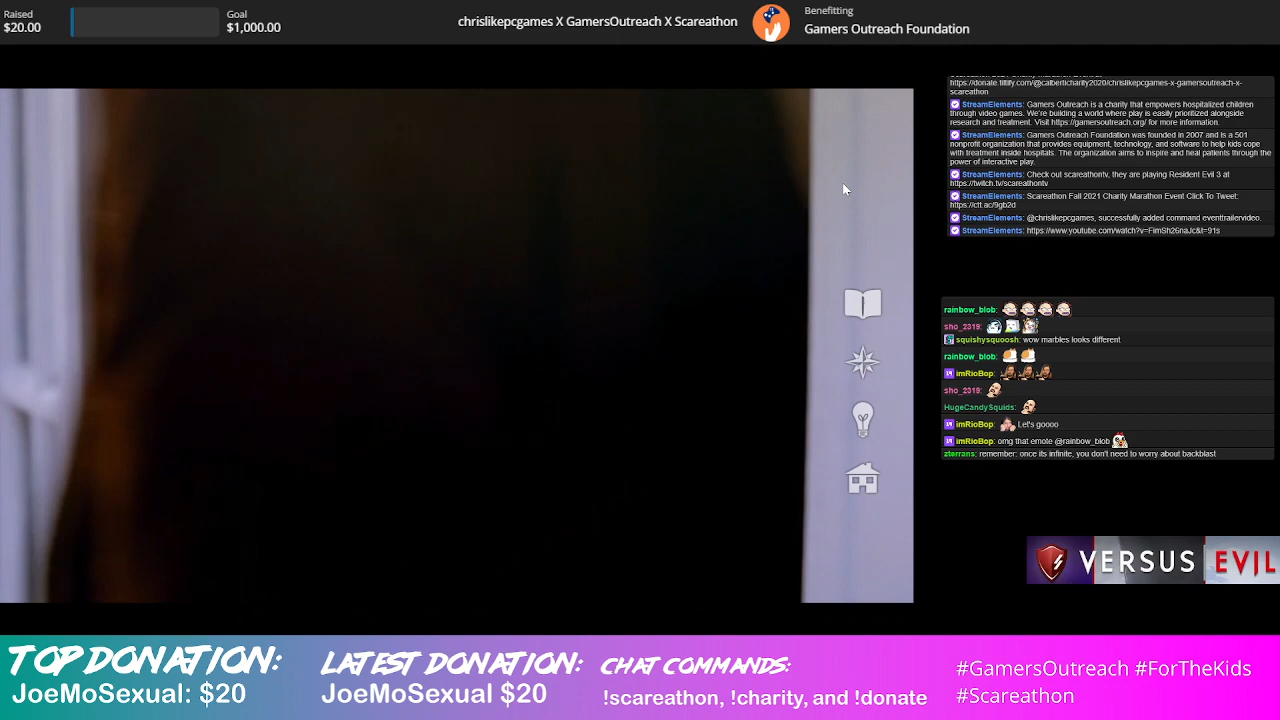 Raised
$20.00
Goal
$1,000.00
chrislikepcgames X GamersOutreach X Scareathon
Benefitting
Gamers Outreach Foundation
https://donate.tiltify.com/@calberticharity2020/chrislikepcgames-x-gamersoutreach-x-
scareathon
StreamElements: Gamers Outreach is a charity that empowers hospitalized children
through video games. We're building a world where play is easily prioritized alongside
research and treatment. Visit https://gamersoutreach.org/ for more information.
StreamElements: Gamers Outreach Foundation was founded in 2007 and is a 501
nonprofit organization that provides equipment, technology, and software to help kids cope
with treatment inside hospitals. The organization aims to inspire and heal patients through the
power of interactive play.
StreamElements: Check out scareathontv, they are playing Resident Evil 3 at
https://twitch.tv/scareathontv
StreamElements: Scareathon Fall 2021 Charity Marathon Event Click To Tweet:
https://ctt.ac/9gb2d
StreamElements: @chrislikepcgames, successfully added command eventtrailervideo.
StreamElements: https://www.youtube.com/watch?v=FimSh26naJc&t=91s
rainbow_blob:
sho_2319:
squishysquoosh: wow marbles looks different
rainbow_blob:
imRioBop:
sho_2319:
HugeCandySquids:
imRioBop: Let's goooo
imRioBop: omg that emote @rainbow_blob
zterrans: remember: once its infinite, you don't need to worry about backblast
VERSUS EVIL
TOP DONATION:
JoeMoSexual: $20
LATEST DONATION:
JoeMoSexual $20
CHAT COMMANDS:
!scareathon, !charity, and !donate
#GamersOutreach #ForTheKids
#Scareathon